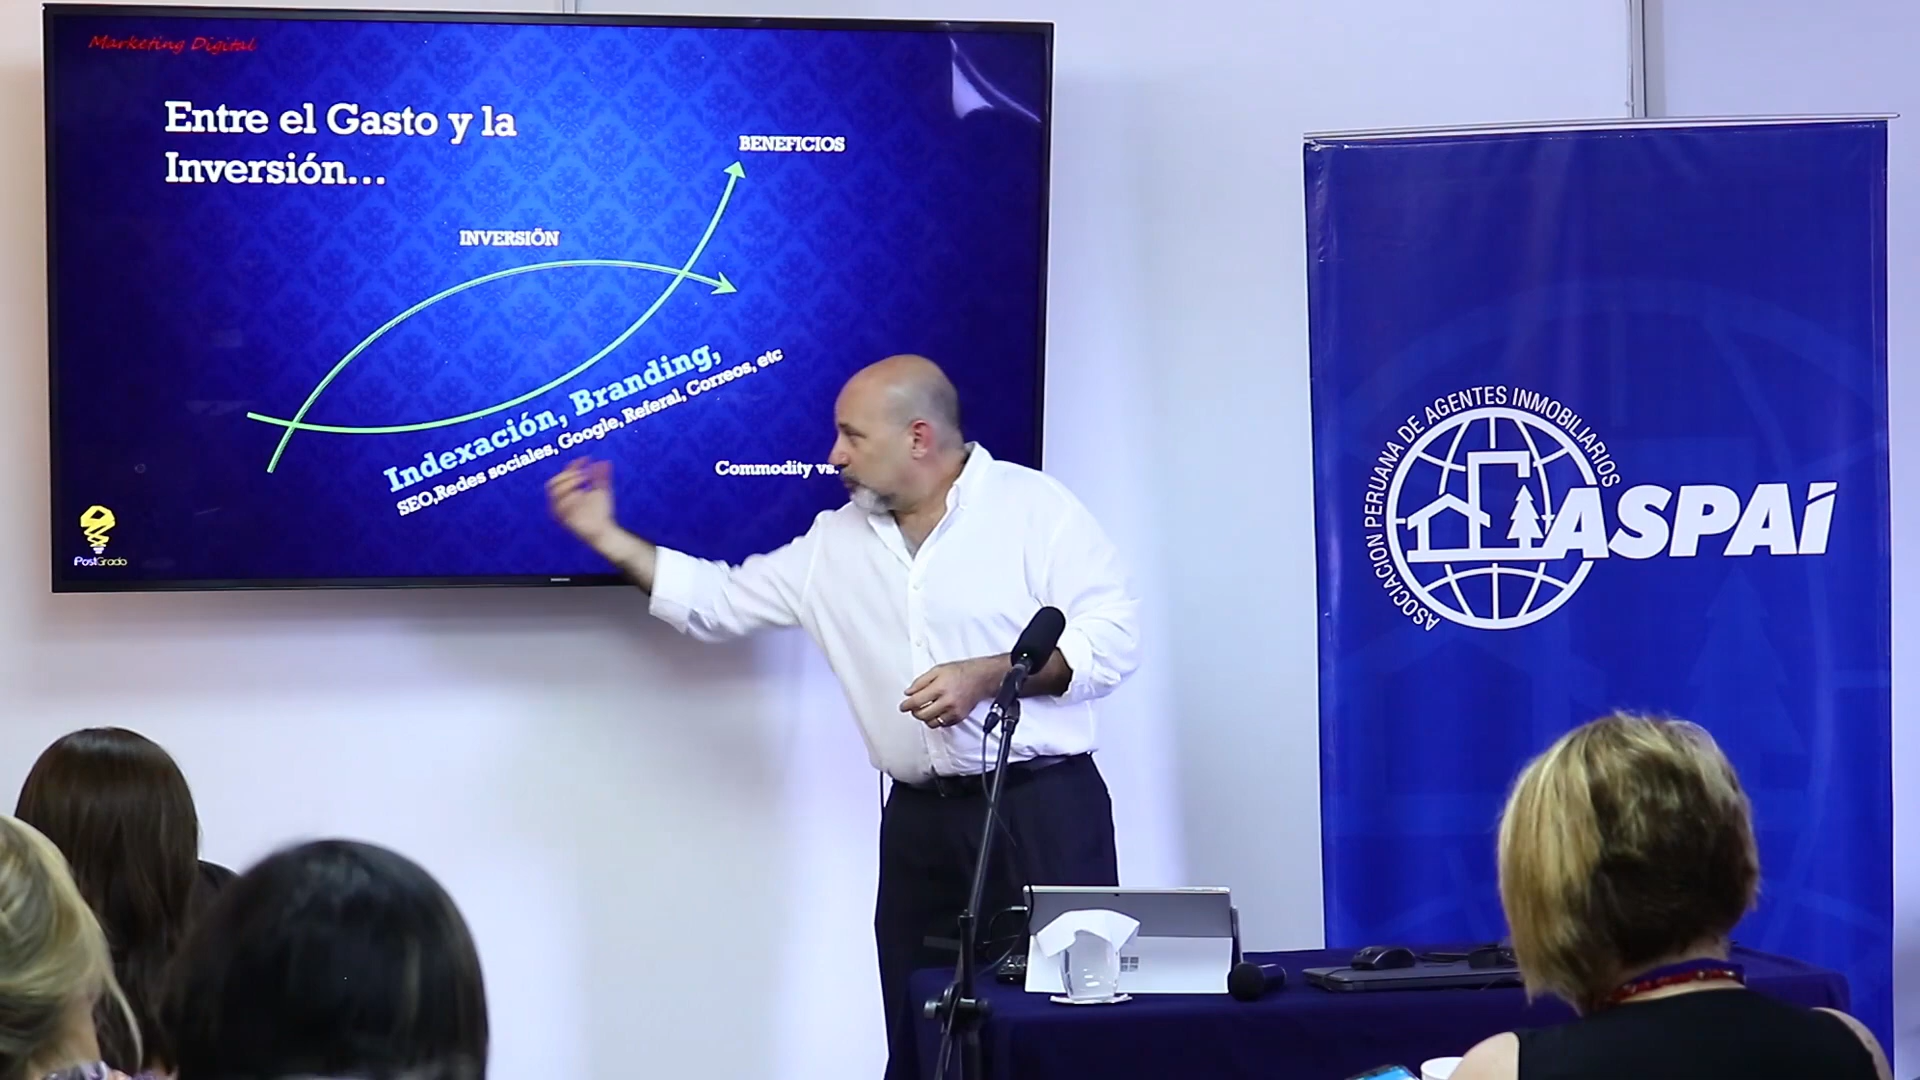 Marketing Digital
Entre el Gasto y la
Inversión...
BENEFICIOS
INVERSIÓN
Indexación, Branding,
SEO,Redes sociales, Google, Referal, Correos, etc
Commodity vs.
iPostGrado
ASOCIACION PERUANA DE AGENTES INMOBILIARIOS
ASPAi